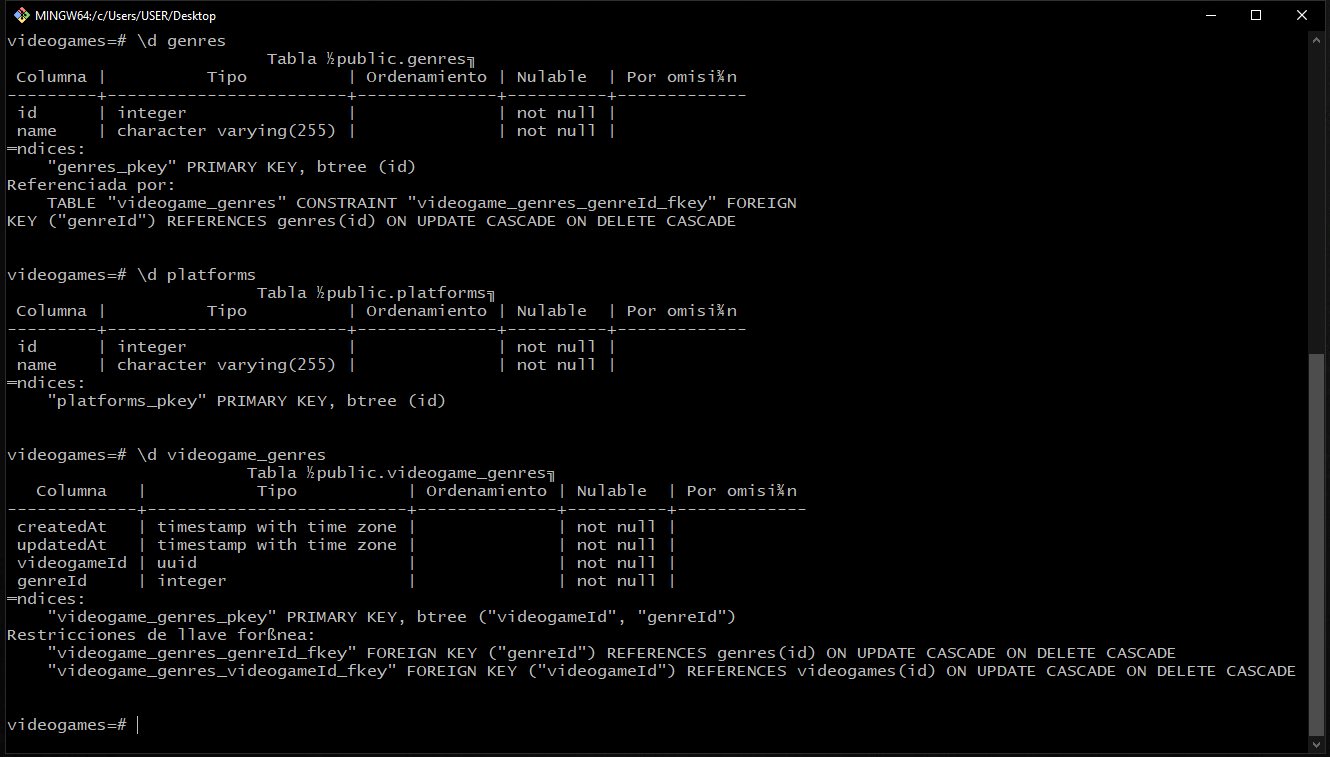 MINGW64:/c/Users/USER/Desktop
videogames=# \d genres
                          Tabla ½public.genres╗
 Columna |          Tipo          | Ordenamiento | Nulable  | Por omisi¾n
---------+------------------------+--------------+----------+-------------
 id      | integer                |              | not null |
 name    | character varying(255) |              | not null |
═ndices:
    "genres_pkey" PRIMARY KEY, btree (id)
Referenciada por:
    TABLE "videogame_genres" CONSTRAINT "videogame_genres_genreId_fkey" FOREIGN
KEY ("genreId") REFERENCES genres(id) ON UPDATE CASCADE ON DELETE CASCADE
videogames=# \d platforms
                         Tabla ½public.platforms╗
 Columna |          Tipo          | Ordenamiento | Nulable  | Por omisi¾n
---------+------------------------+--------------+----------+-------------
 id      | integer                |              | not null |
 name    | character varying(255) |              | not null |
═ndices:
    "platforms_pkey" PRIMARY KEY, btree (id)
videogames=# \d videogame_genres
                        Tabla ½public.videogame_genres╗
   Columna   |           Tipo           | Ordenamiento | Nulable  | Por omisi¾n
-------------+--------------------------+--------------+----------+-------------
 createdAt   | timestamp with time zone |              | not null |
 updatedAt   | timestamp with time zone |              | not null |
 videogameId | uuid                     |              | not null |
 genreId     | integer                  |              | not null |
═ndices:
    "videogame_genres_pkey" PRIMARY KEY, btree ("videogameId", "genreId")
Restricciones de llave forßnea:
    "videogame_genres_genreId_fkey" FOREIGN KEY ("genreId") REFERENCES genres(id) ON UPDATE CASCADE ON DELETE CASCADE
    "videogame_genres_videogameId_fkey" FOREIGN KEY ("videogameId") REFERENCES videogames(id) ON UPDATE CASCADE ON DELETE CASCADE
videogames=#